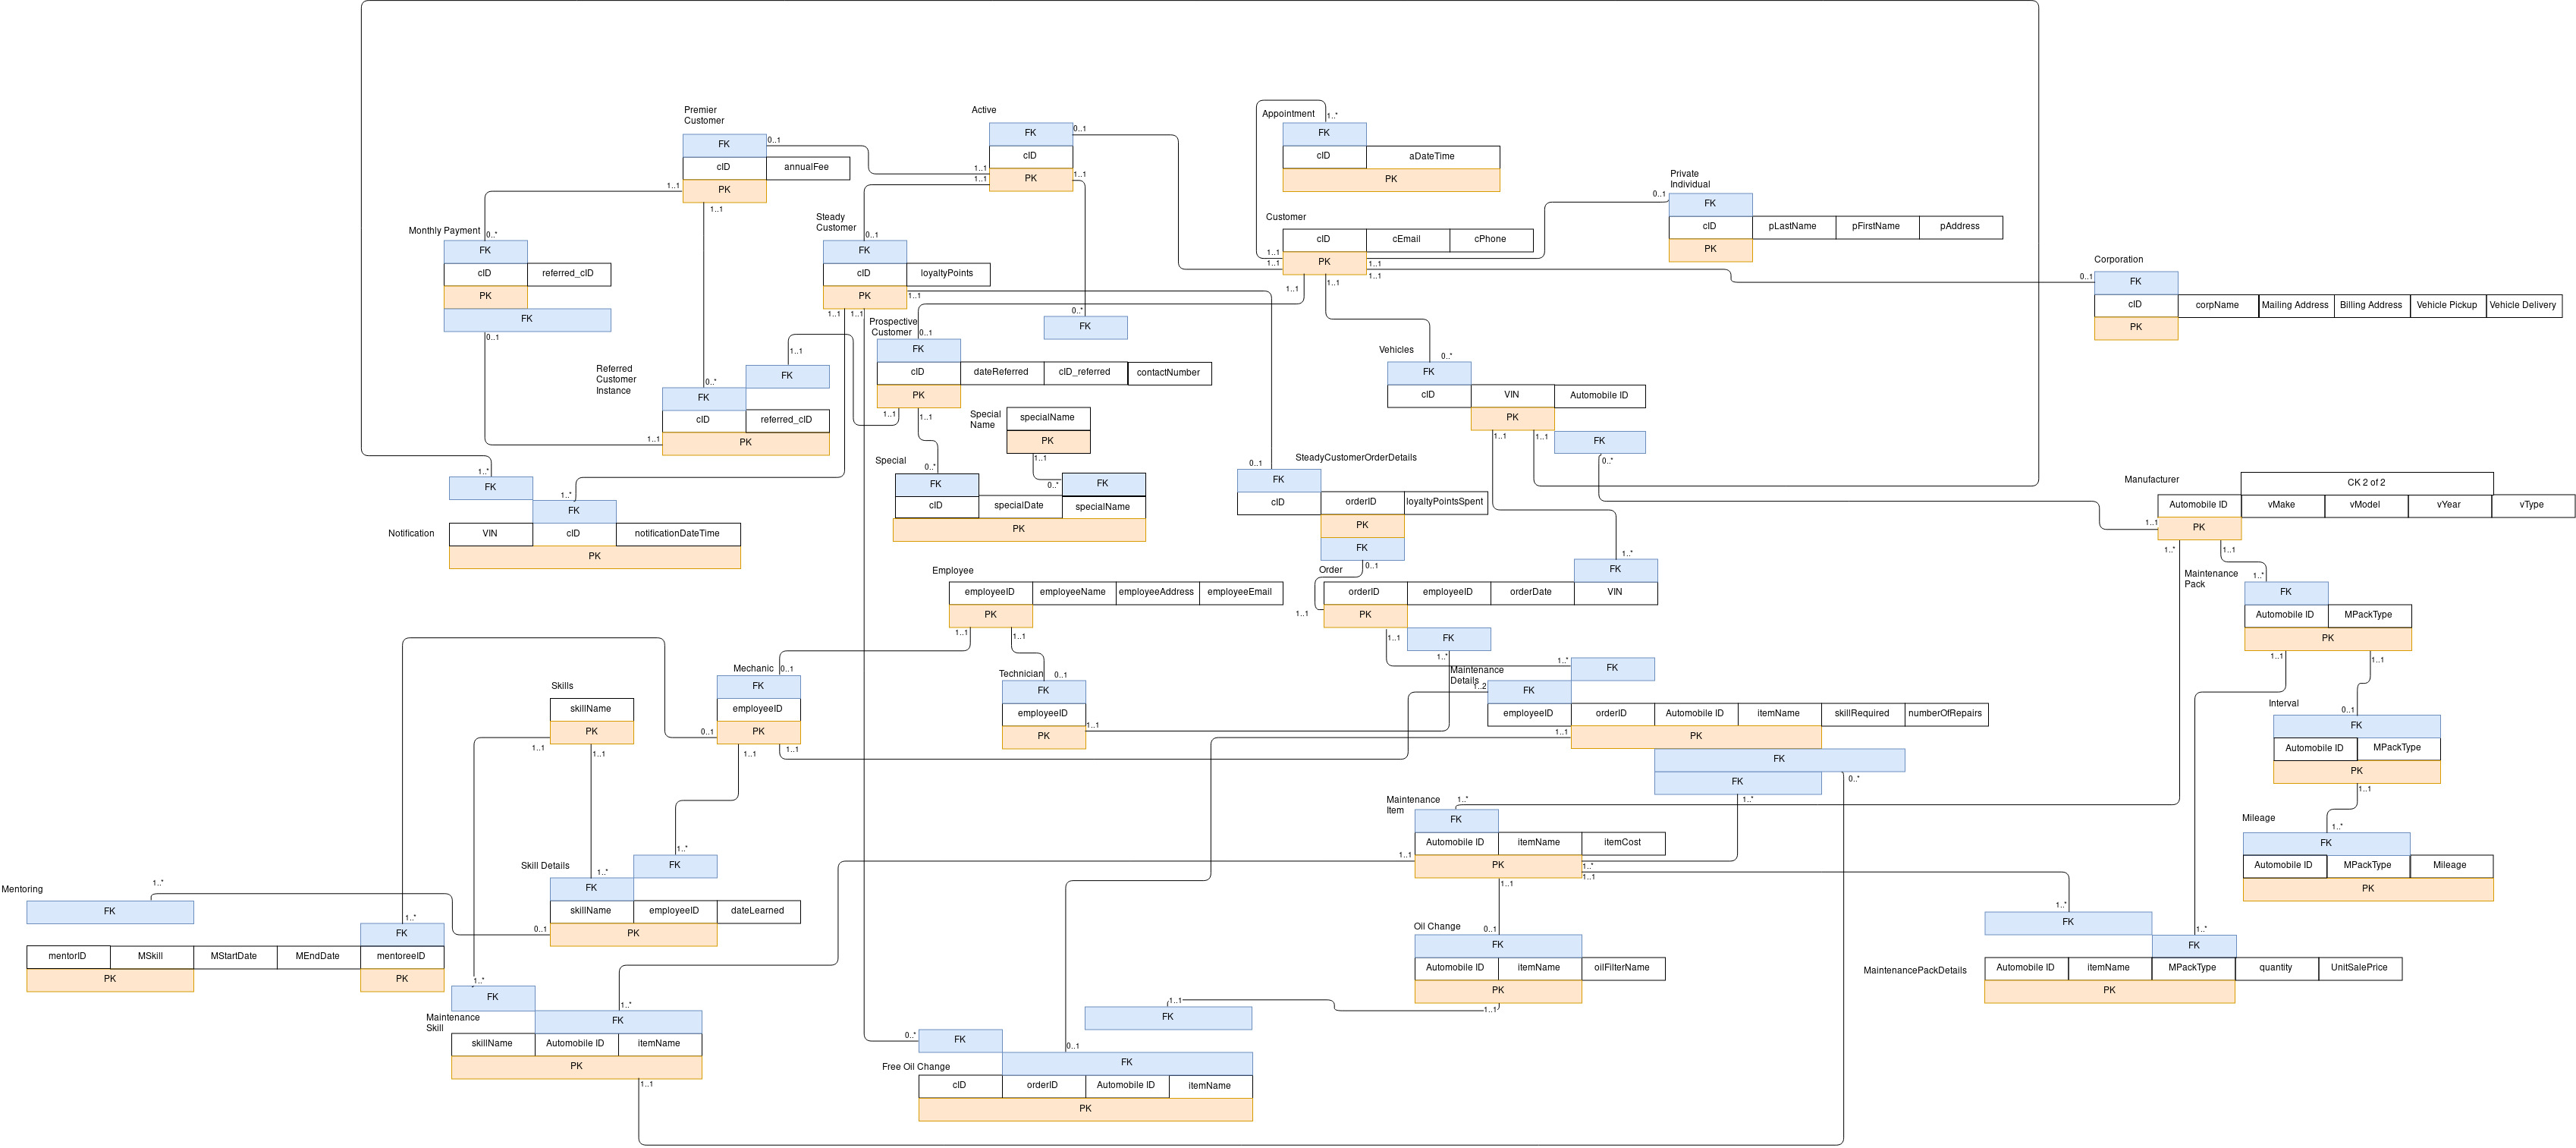 Premier
Customer
FK
0..1
cID
annualFee
PK
1..1
1..1
Active
FK
0..1
cID
PK
1..1
1..1
1..1
Appointment
1..*
FK
cID
aDateTime
PK
Private
Individual
0..1
FK
cID
pLastName
pFirstName
pAddress
PK
Customer
cID
cEmail
cPhone
PK
1..1
1..1
1..1
1..1
1..1
1..1
Corporation
0..1
FK
cID
corpName
Mailing Address
Billing Address
Vehicle Pickup
Vehicle Delivery
PK
Monthly Payment
0..*
FK
cID
referred_cID
PK
FK
0..1
Steady
Customer
0..1
FK
cID
loyaltyPoints
PK
1..1
1..1
1..1
0..*
FK
Prospective
Customer
0..1
FK
cID
dateReferred
cID_referred
contactNumber
PK
1..1
1..1
Referred
Customer
Instance
1..1
FK
0..*
FK
cID
referred_cID
1..1
PK
Vehicles
0..*
FK
cID
VIN
Automobile ID
PK
1..1
1..1
FK
0..*
Special
Name
specialName
PK
1..1
Special
0..*
FK
0..*
FK
cID
specialDate
specialName
PK
SteadyCustomerOrderDetails
0..1
FK
cID
orderID
loyaltyPointsSpent
PK
FK
0..1
Manufacturer
CK 2 of 2
Automobile ID
vMake
vModel
vYear
vType
1..1
PK
1..*
1..1
1..*
FK
1..*
FK
Notification
VIN
cID
notificationDateTime
PK
Employee
employeeID
employeeName
employeeAddress
employeeEmail
PK
1..1
1..1
Order
1..*
FK
orderID
employeeID
orderDate
VIN
1..1
PK
1..1
FK
1..*
Maintenance
Pack
1..*
FK
Automobile ID
MPackType
PK
1..1
1..1
Mechanic
0..1
FK
employeeID
0..1
PK
1..1
1..1
Technician
0..1
FK
employeeID
1..1
PK
Maintenance
Details
1..*
FK
1..2
FK
employeeID
orderID
Automobile ID
itemName
skillRequired
numberOfRepairs
1..1
PK
FK
FK
0..*
1..*
Skills
skillName
PK
1..1
1..1
Interval
0..1
FK
Automobile ID
MPackType
PK
1..1
Maintenance
Item
1..*
FK
Automobile ID
itemName
itemCost
1..1
PK
1..*
1..1
1..1
Mileage
1..*
FK
Automobile ID
MPackType
Mileage
PK
Skill Details
1..*
FK
1..*
FK
skillName
employeeID
dateLearned
0..1
PK
Mentoring
1..*
FK
1..*
FK
mentorID
MSkill
MStartDate
MEndDate
mentoreeID
PK
PK
Oil Change
0..1
FK
Automobile ID
itemName
oilFilterName
PK
1..1
1..*
FK
1..*
FK
MaintenancePackDetails
Automobile ID
itemName
MPackType
quantity
UnitSalePrice
PK
1..*
FK
Maintenance
Skill
1..*
FK
skillName
Automobile ID
itemName
PK
1..1
1..1
FK
0..*
FK
0..1
FK
Free Oil Change
cID
orderID
Automobile ID
itemName
PK